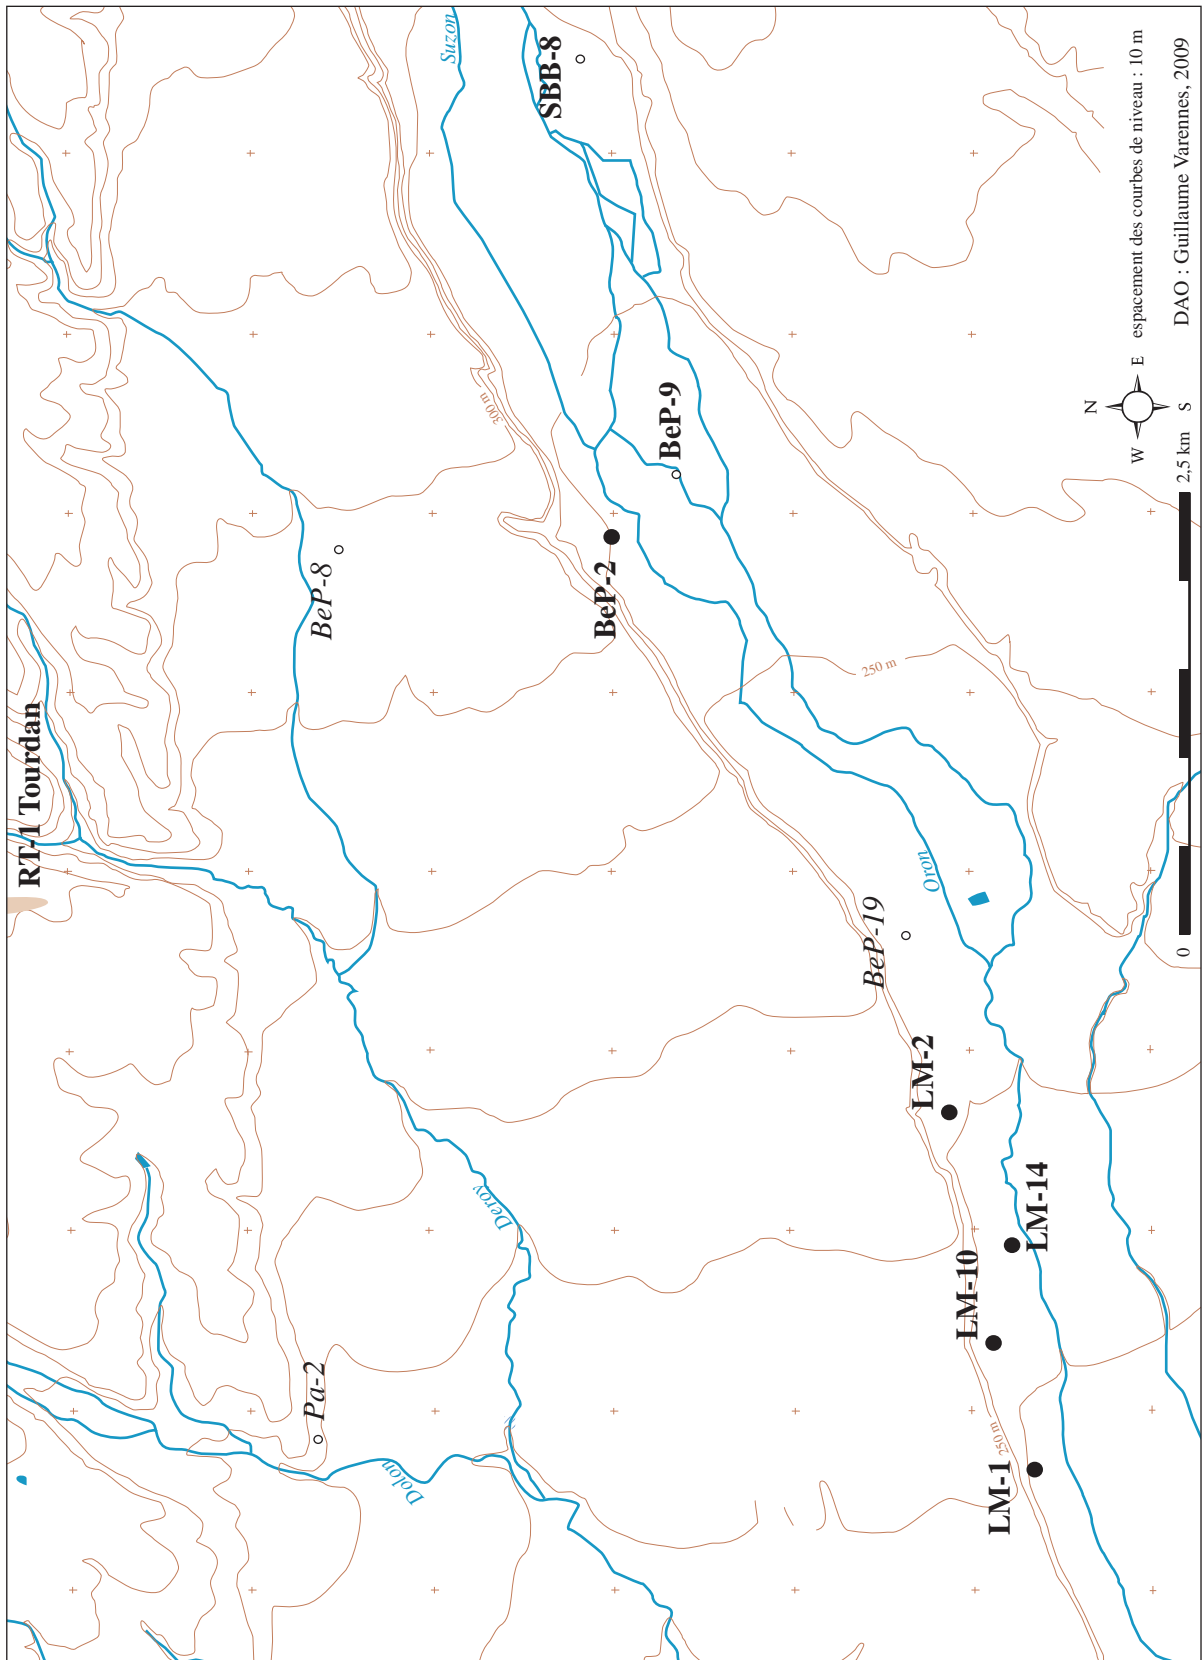 RT-1 Tourdan
Suzon
SBB-8
300 m
BeP-8
BeP-9
BeP-2
250 m
Pa-2
Dolon
Deroy
Oron
BeP-19
LM-2
LM-14
LM-10
250 m
LM-1
N
W
E
S
0
2,5 km
espacement des courbes de niveau : 10 m
DAO : Guillaume Varennes, 2009